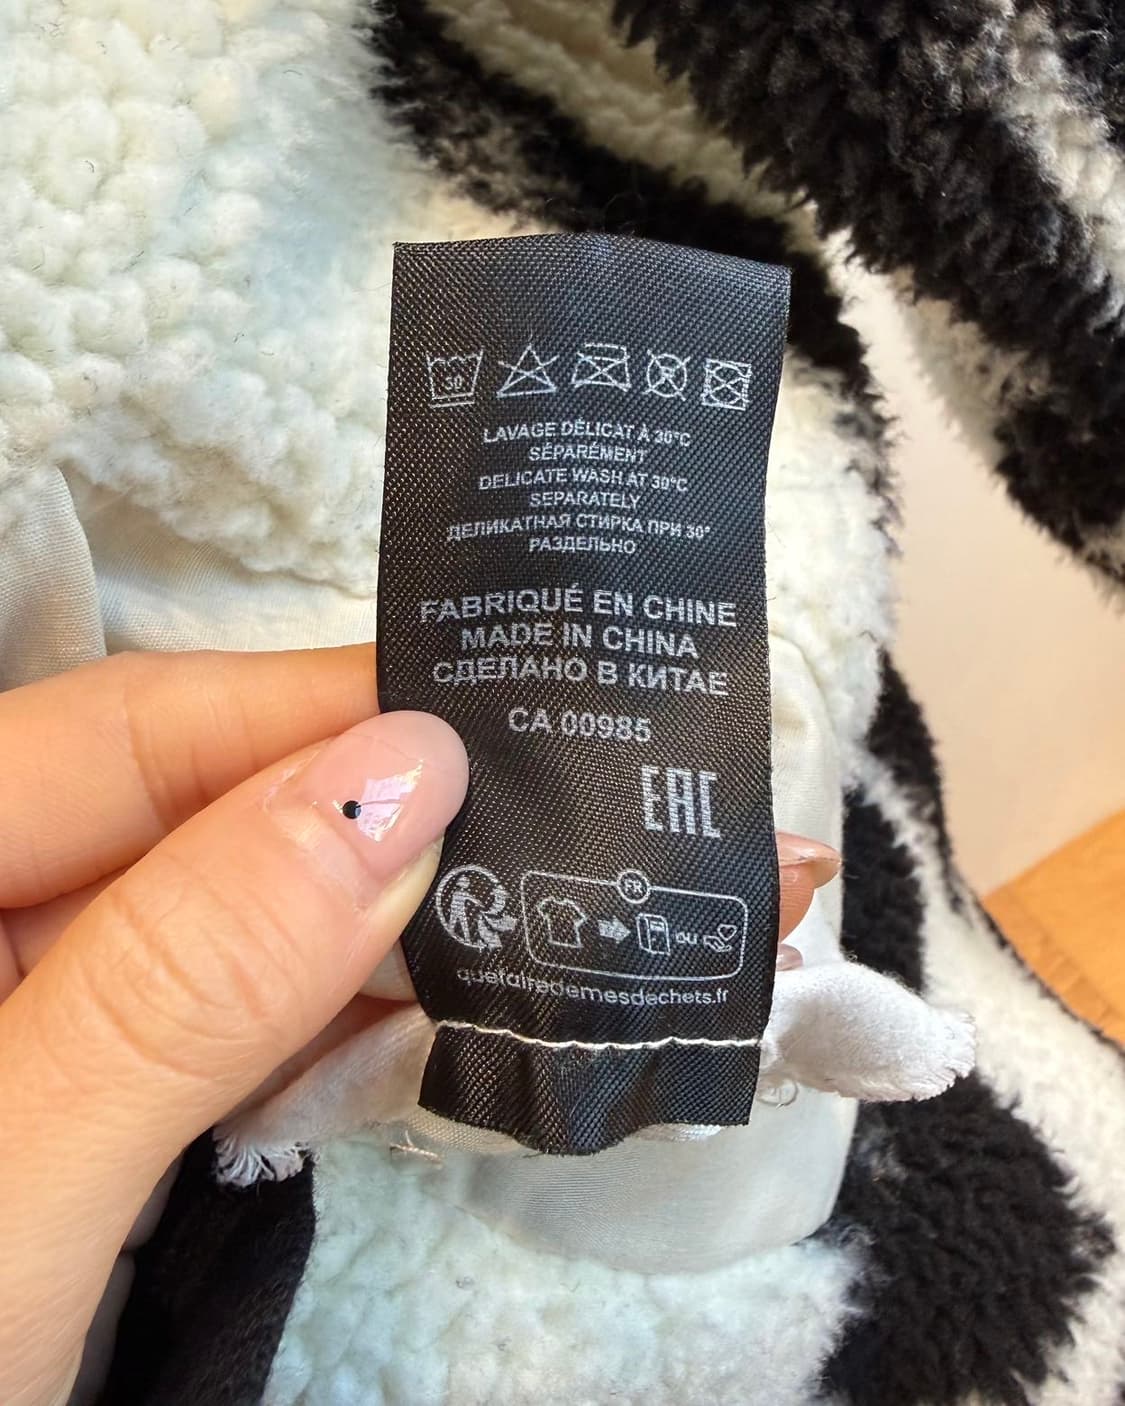 30
LAVAGE DÉLICAT À 30°C
SÉPARÉMENT
DELICATE WASH AT 30°C
SEPARATELY
ДЕЛИКАТНАЯ СТИРКА ПРИ 30°
РАЗДЕЛЬНО
FABRIQUÉ EN CHINE
MADE IN CHINA
СДЕЛАНО В КИТАЕ
CA 00985
EAC
FR
ou
quefairedemesdechets.fr